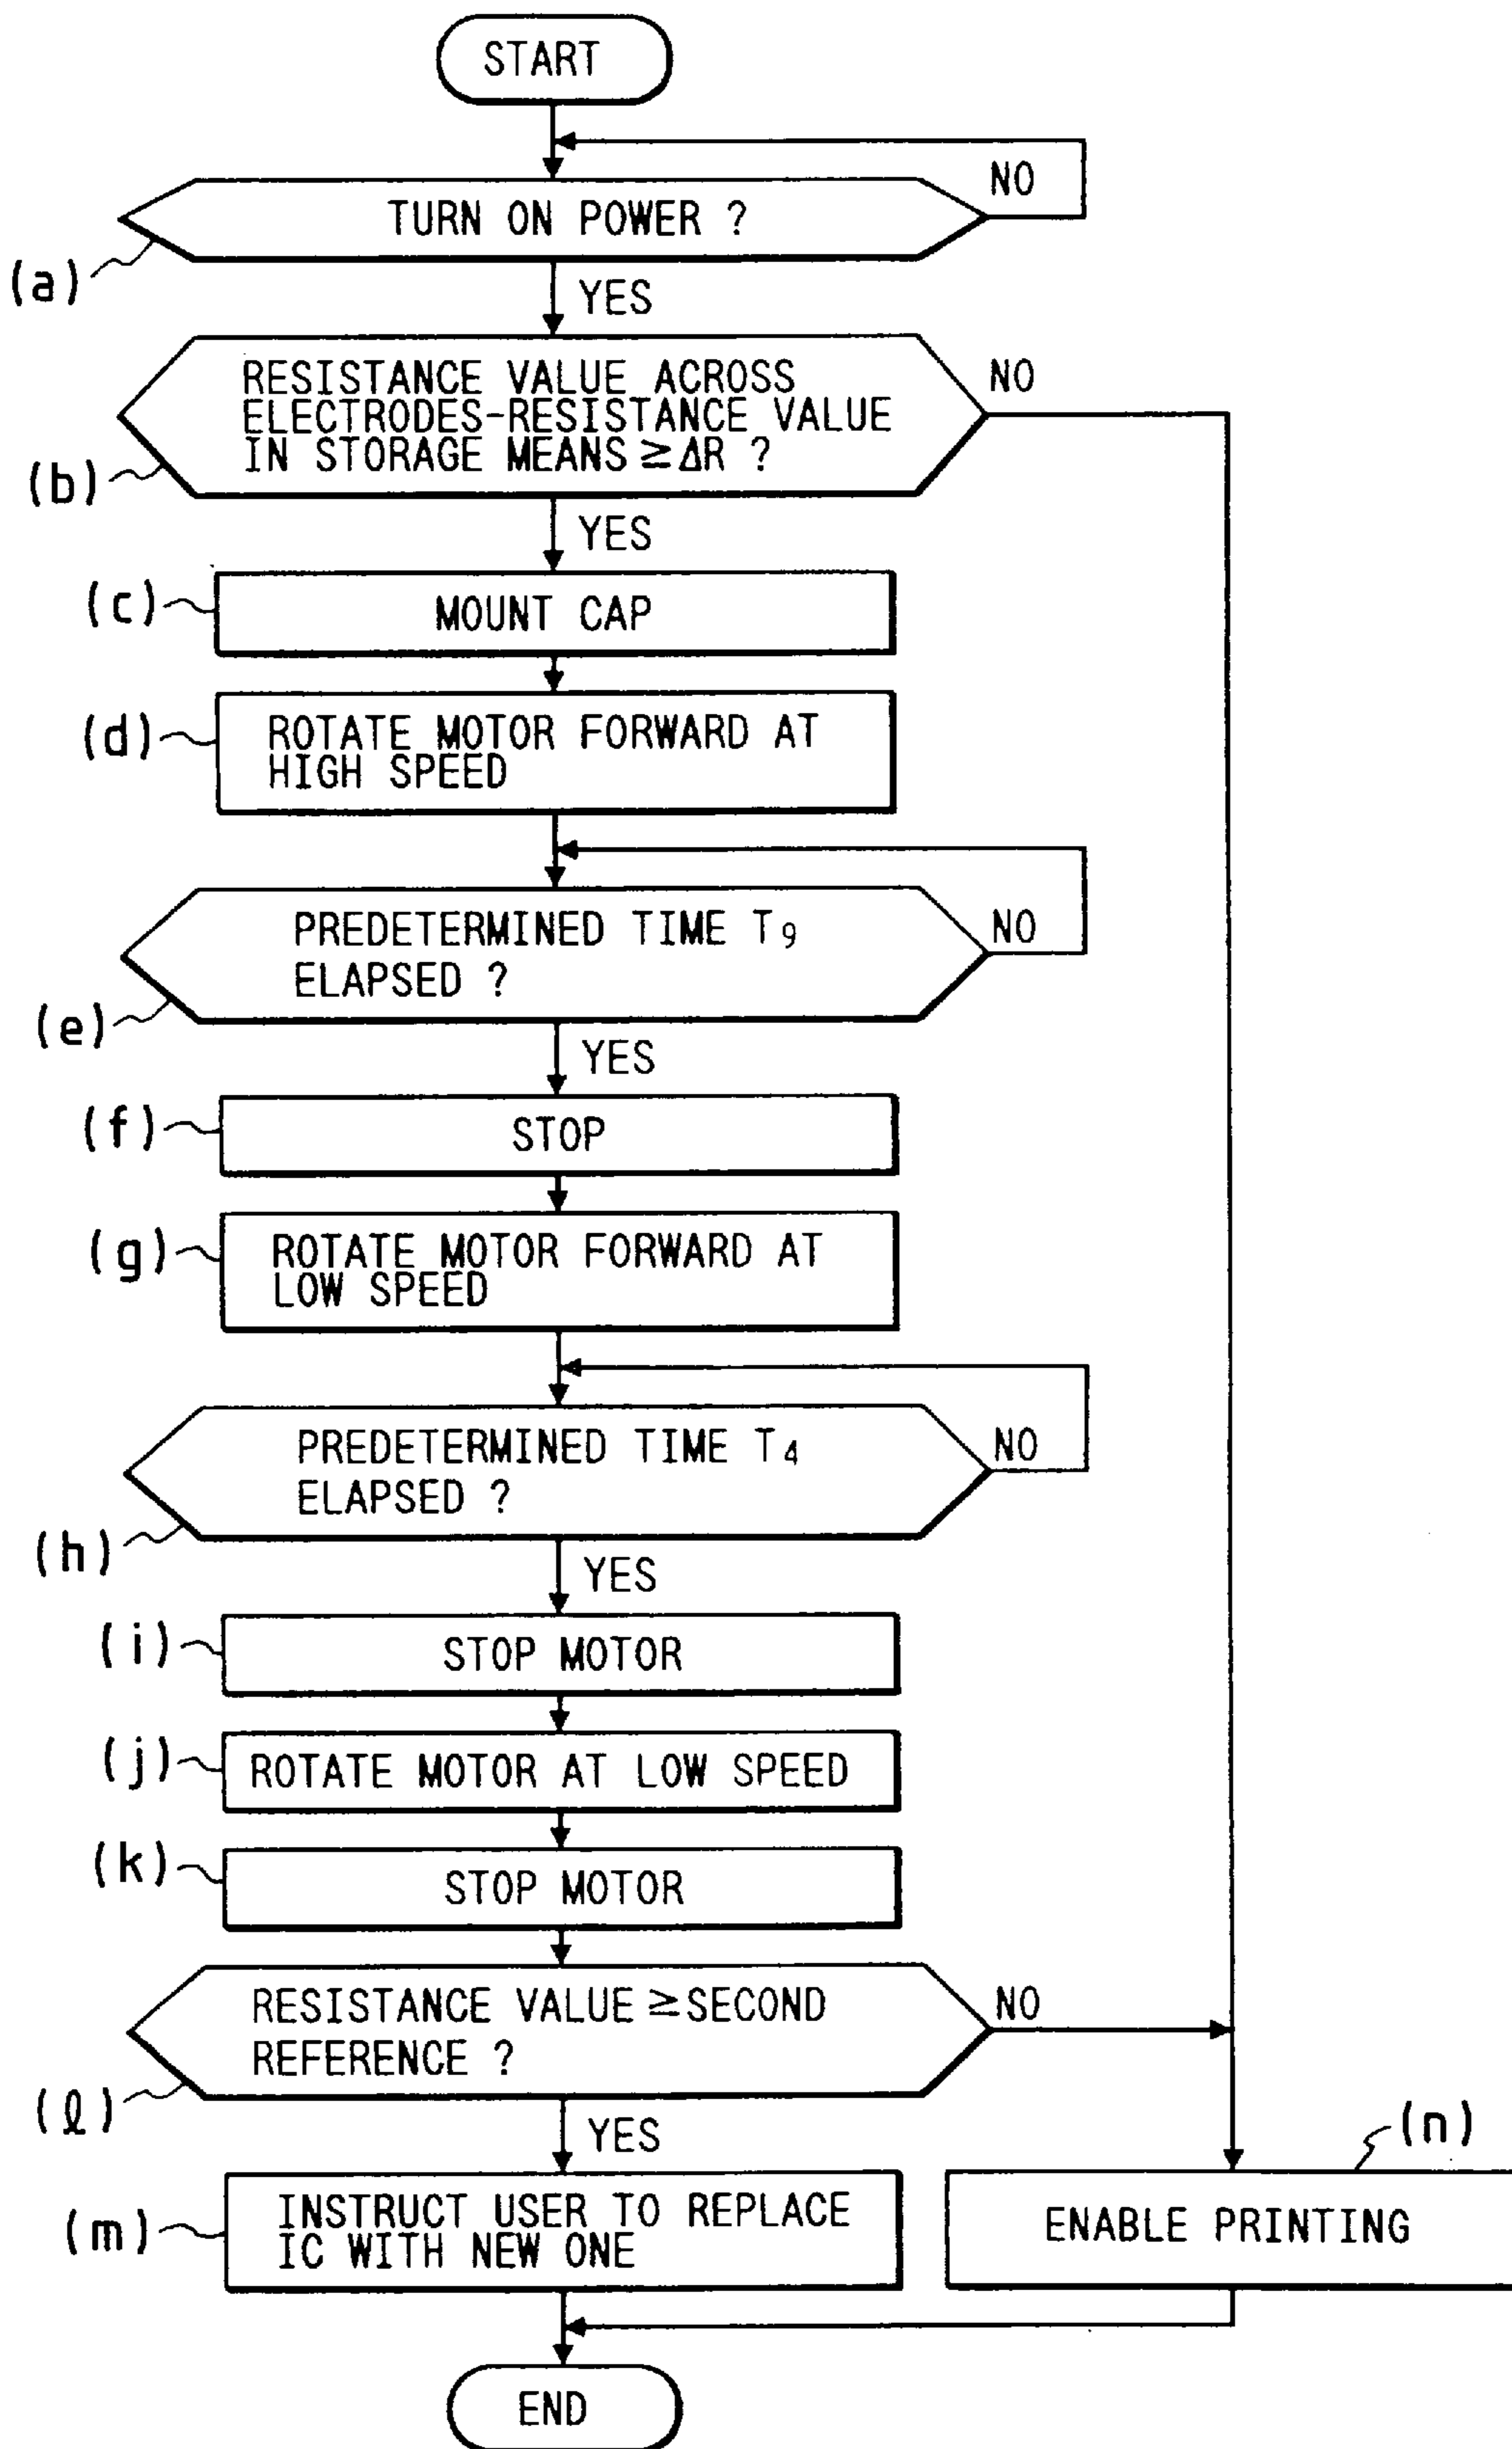 START
NO
TURN ON POWER ?
(a)
YES
RESISTANCE VALUE ACROSS
ELECTRODES-RESISTANCE VALUE
IN STORAGE MEANS ≥ ΔR ?
NO
(b)
YES
(c)
MOUNT CAP
(d)
ROTATE MOTOR FORWARD AT
HIGH SPEED
PREDETERMINED TIME T9
ELAPSED ?
NO
(e)
YES
(f)
STOP
(g)
ROTATE MOTOR FORWARD AT
LOW SPEED
PREDETERMINED TIME T4
ELAPSED ?
NO
(h)
YES
(i)
STOP MOTOR
(j)
ROTATE MOTOR AT LOW SPEED
(k)
STOP MOTOR
RESISTANCE VALUE ≥ SECOND
REFERENCE ?
NO
(ℓ)
YES
(m)
INSTRUCT USER TO REPLACE
IC WITH NEW ONE
(n)
ENABLE PRINTING
END